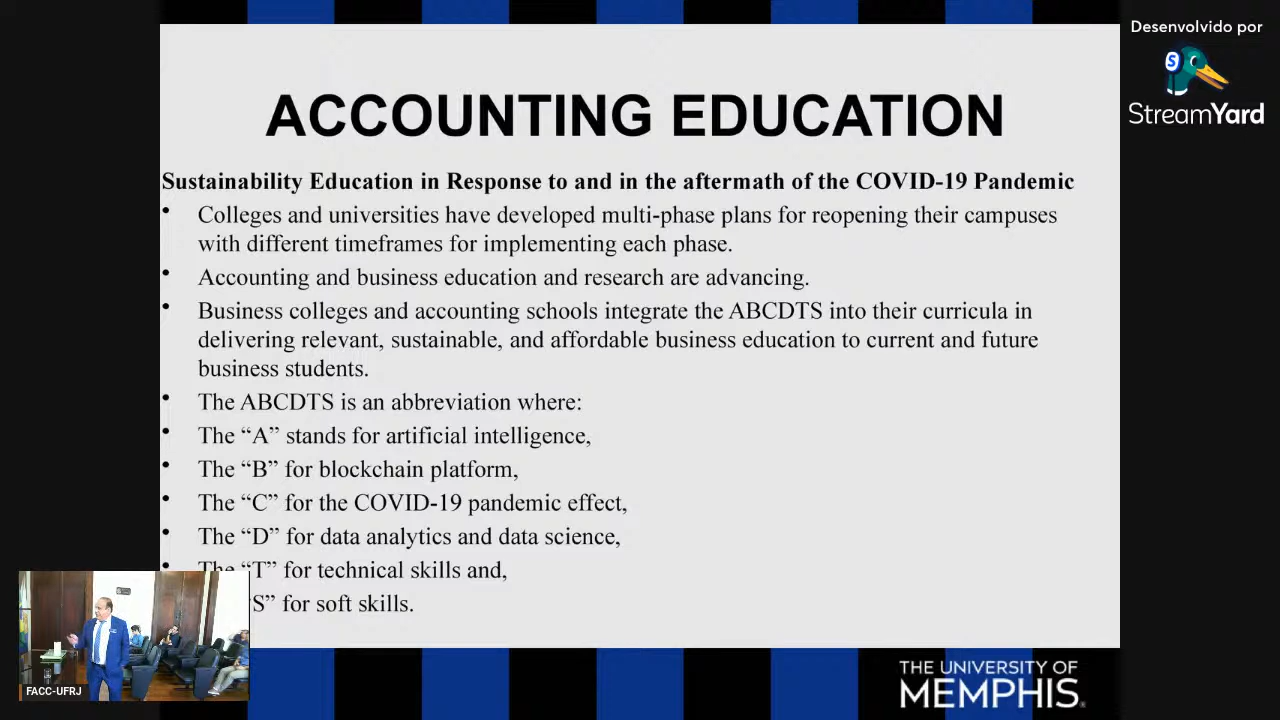 Desenvolvido por
StreamYard
ACCOUNTING EDUCATION
Sustainability Education in Response to and in the aftermath of the COVID-19 Pandemic
• Colleges and universities have developed multi-phase plans for reopening their campuses
with different timeframes for implementing each phase.
• Accounting and business education and research are advancing.
• Business colleges and accounting schools integrate the ABCDTS into their curricula in
delivering relevant, sustainable, and affordable business education to current and future
business students.
• The ABCDTS is an abbreviation where:
• The “A” stands for artificial intelligence,
• The “B” for blockchain platform,
• The “C” for the COVID-19 pandemic effect,
• The “D” for data analytics and data science,
• The “T” for technical skills and,
S” for soft skills.
FACC-UFRJ
THE UNIVERSITY OF
MEMPHIS.